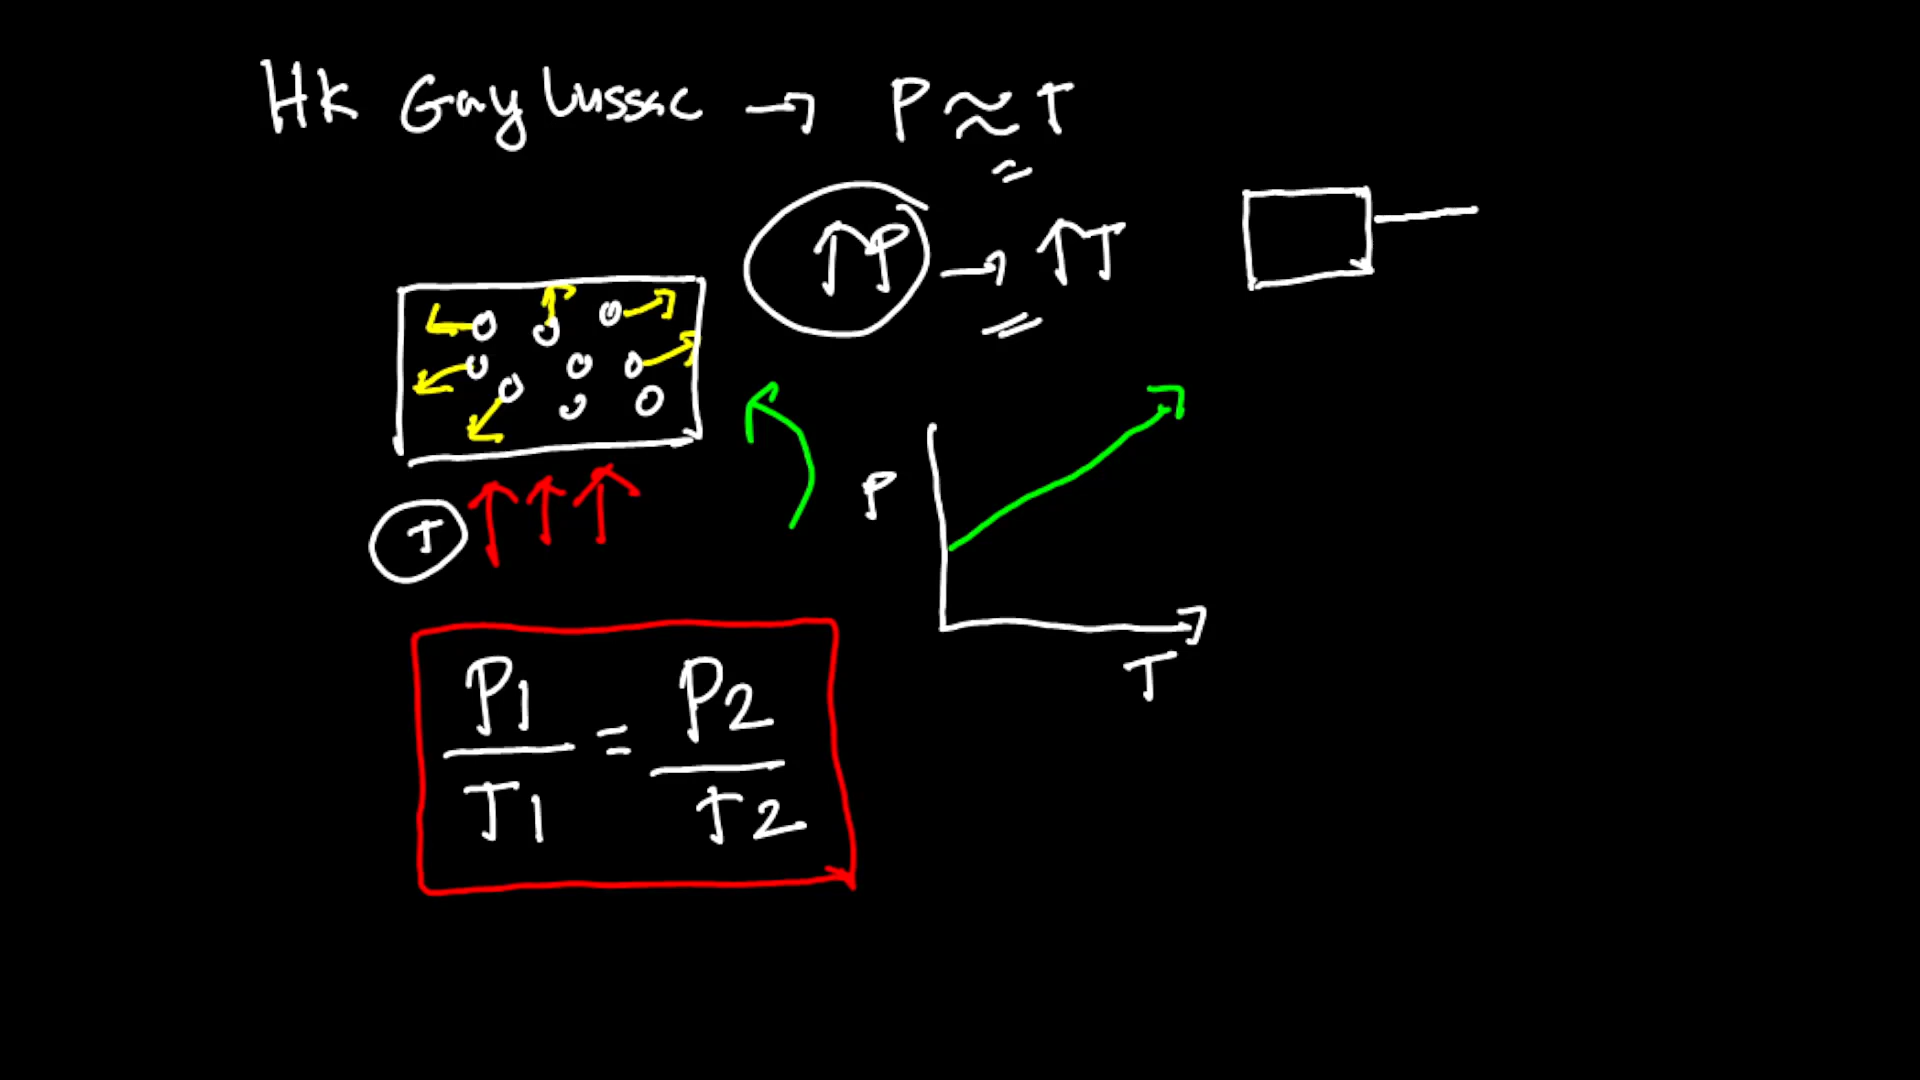 Hk Gay Lussac → P ≈ T
↑P → ↑T
P
T
T
P1/T1 = P2/T2